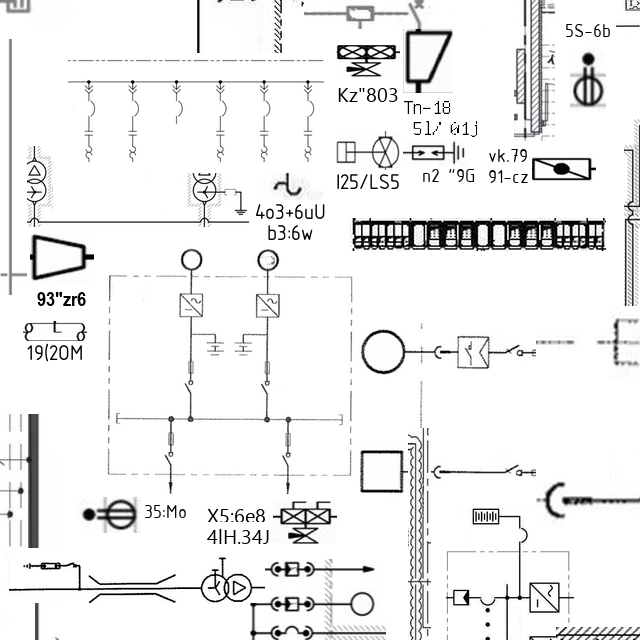 5S-6b
Kz"803
Tn-18
51/ 01j
vk.79
91-cz
I25/LS5
n2 "9G
4o3+6uU
b3:6w
93"zr6
19(20M
35:Mo
X5:6e8
4lH.34J